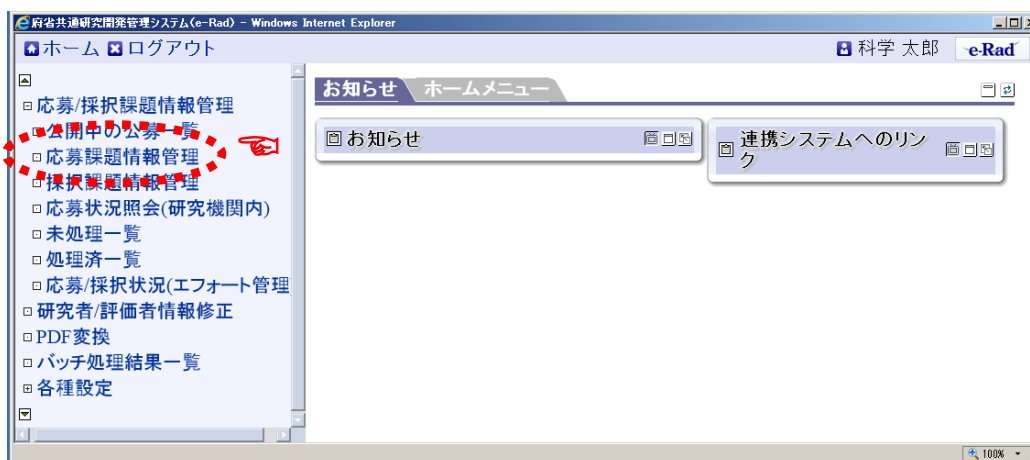 府省共通研究開発管理システム(e-Rad) - Windows Internet Explorer
ホーム ログアウト 科学 太郎 e-Rad
応募/採択課題情報管理
公開中の公募一覧
応募課題情報管理
採択課題情報管理
応募状況照会(研究機関内)
未処理一覧
処理済一覧
応募/採択状況(エフォート管理
研究者/評価者情報修正
PDF変換
バッチ処理結果一覧
各種設定
お知らせ ホームメニュー
お知らせ
連携システムへのリン
ク
100%